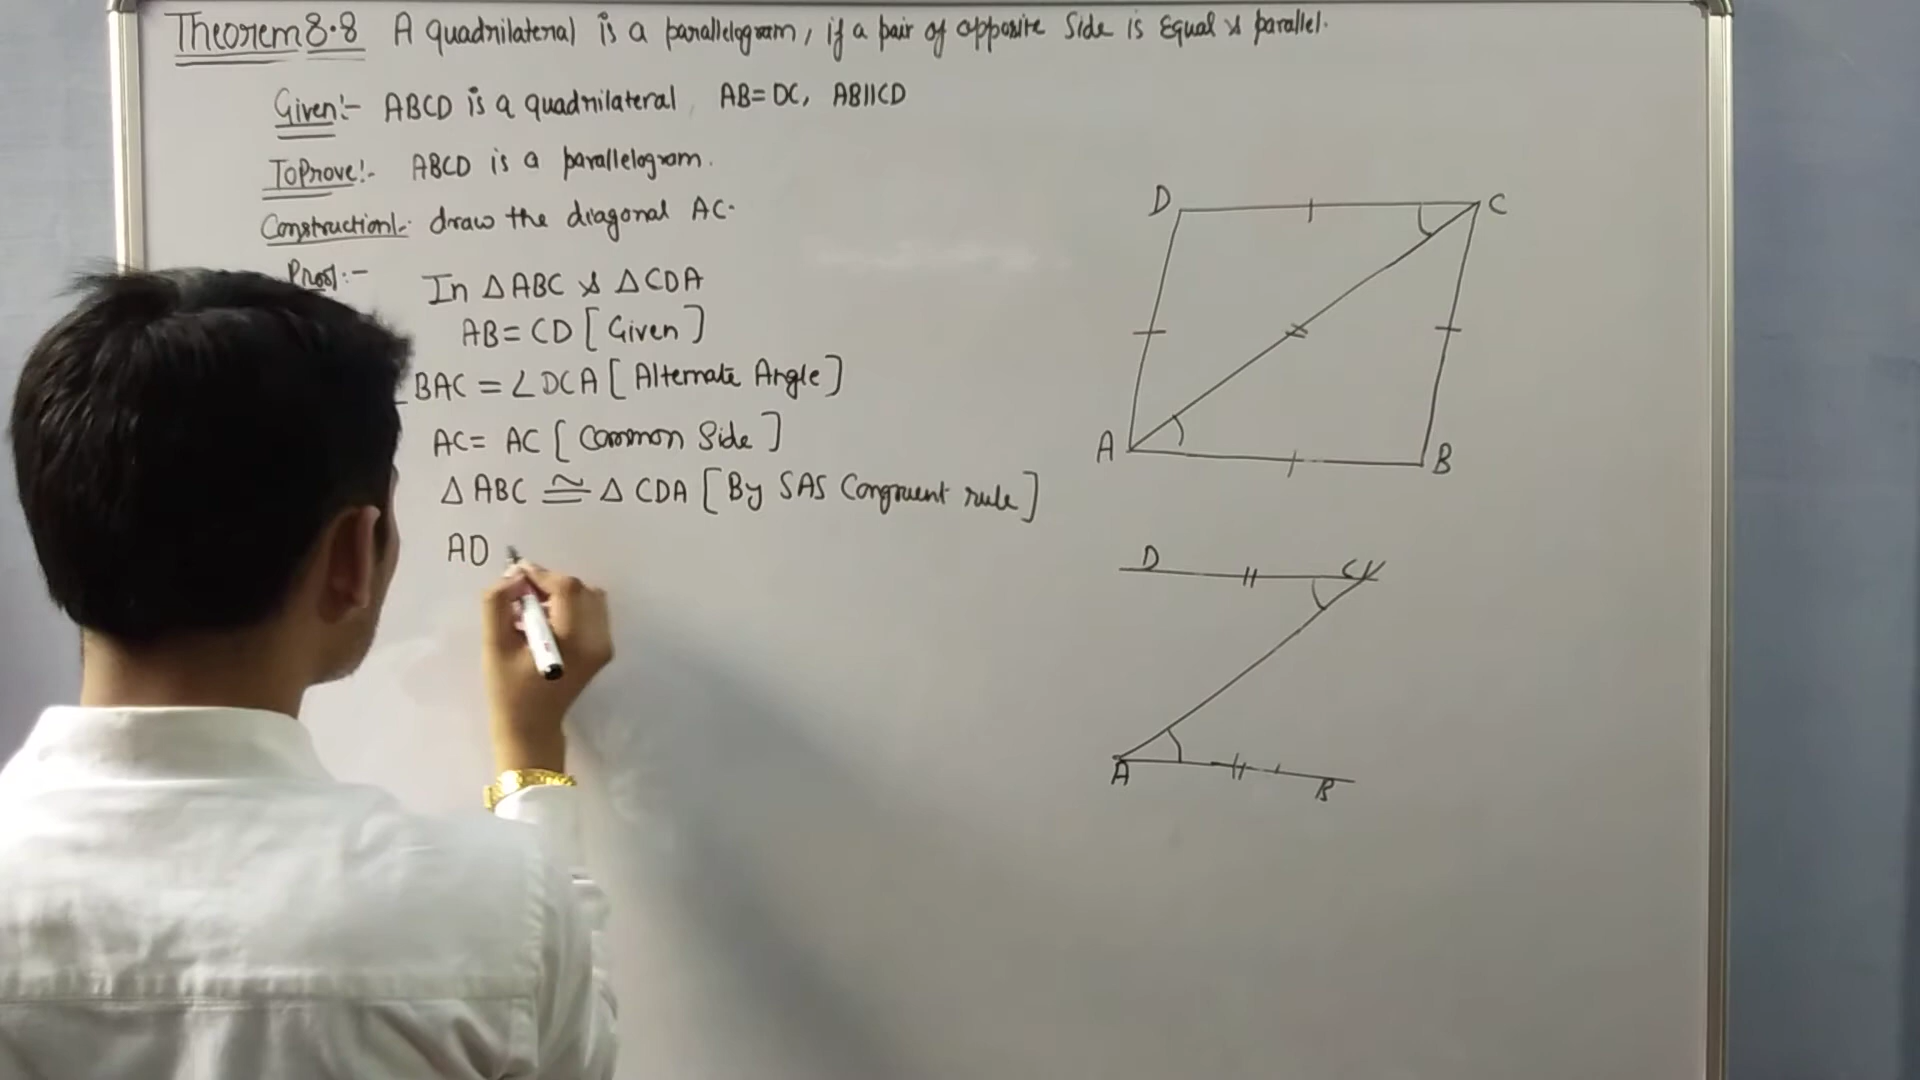 Theorem 8.8 A quadrilateral is a parallelogram, if a pair of opposite Side is Equal & parallel.
Given:- ABCD is a quadrilateral, AB=DC, AB||CD
ToProve:- ABCD is a parallelogram.
Construction:- draw the diagonal AC.
Proof:- In △ABC & △CDA
AB = CD [Given]
∠BAC = ∠DCA [Alternate Angle]
AC = AC [Common Side]
△ABC ≅ △CDA [By SAS Congruent rule]
AD
D C
A B
D C
A B